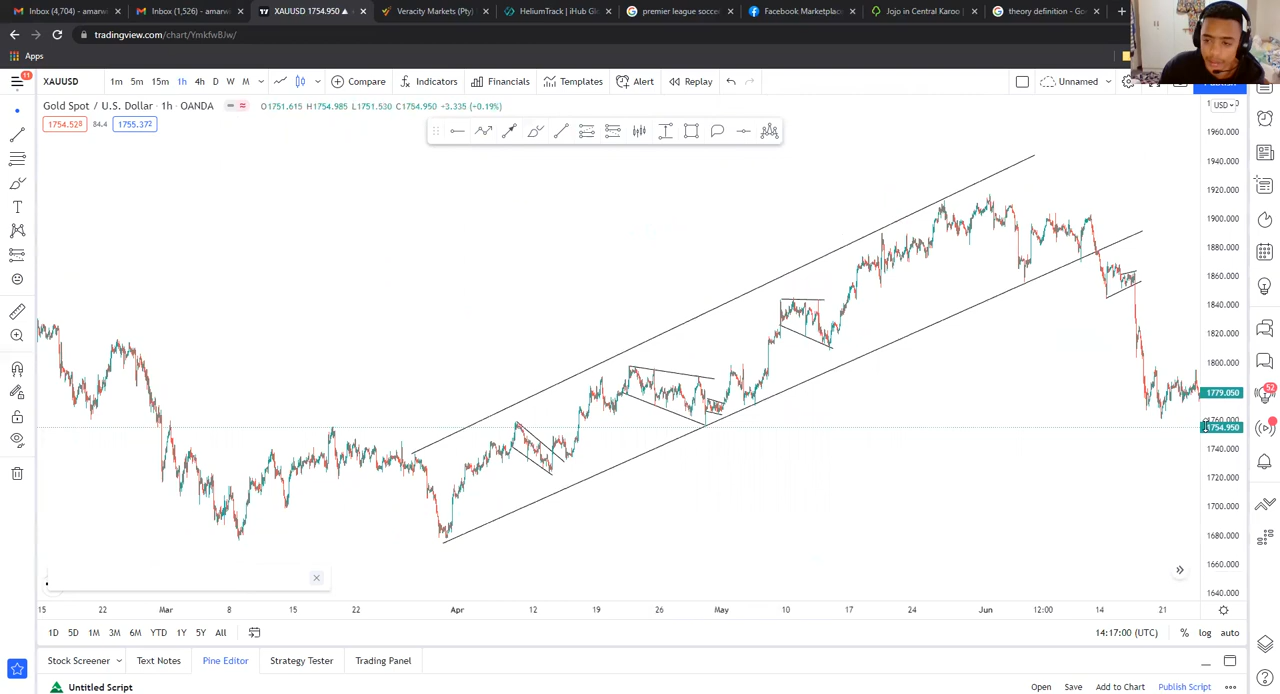 Inbox (4,704) - amarw
Inbox (1,526) - amarw
XAUUSD 1754.950 ▲
Veracity Markets (Pty)
HeliumTrack | iHub Glo
premier league socce
Facebook Marketplace
Jojo in Central Karoo |
theory definition - Go
tradingview.com/chart/YmkfwBJw/
Apps
11
XAUUSD
1m 5m 15m 1h 4h D W M
Compare
Indicators
Financials
Templates
Alert
Replay
Unnamed
Gold Spot / U.S. Dollar · 1h · OANDA
O1751.615 H1754.985 L1751.530 C1754.950 +3.335 (+0.19%)
USD
1754.528
84.4
1755.372
1960.000
1940.000
1920.000
1900.000
1880.000
1860.000
1840.000
1820.000
1800.000
1779.050
52
1760.000
1754.950
1740.000
1720.000
1700.000
1680.000
1660.000
1640.000
15 22 Mar 8 15 22 Apr 12 19 26 May 10 17 24 Jun 12:00 14 21
1D 5D 1M 3M 6M YTD 1Y 5Y All
14:17:00 (UTC)
% log auto
Stock Screener
Text Notes
Pine Editor
Strategy Tester
Trading Panel
Untitled Script
Open
Save
Add to Chart
Publish Script